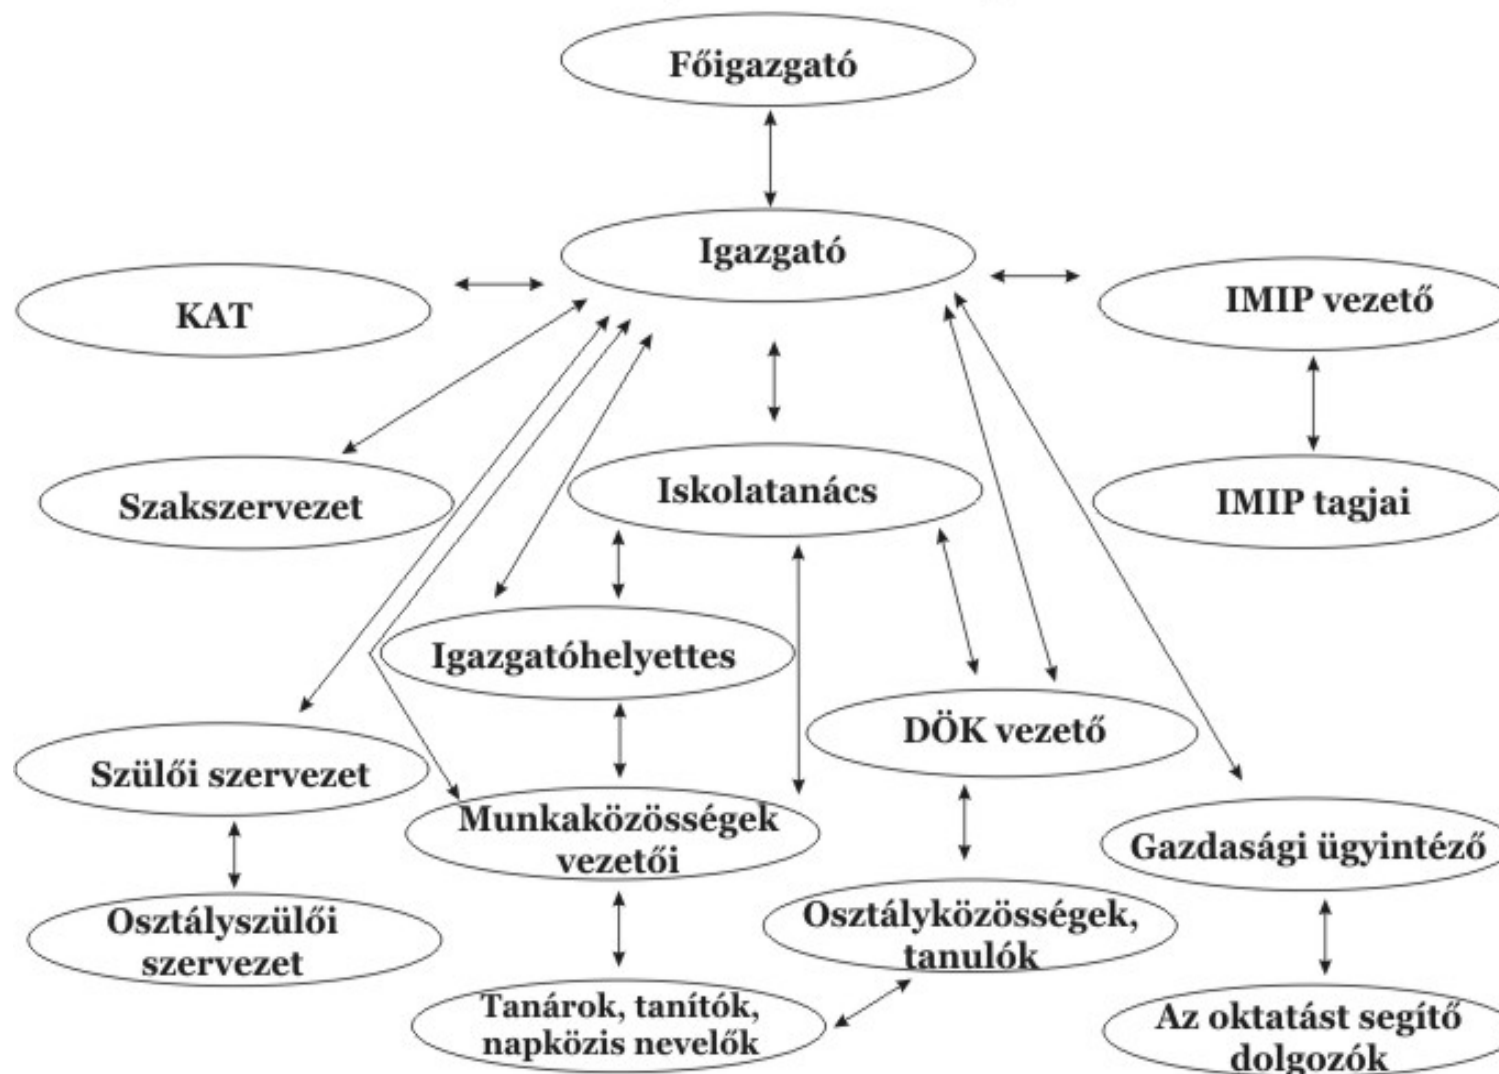 Főigazgató
Igazgató
KAT
IMIP vezető
Szakszervezet
Iskolatanács
IMIP tagjai
Igazgatóhelyettes
Szülői szervezet
DÖK vezető
Munkaközösségek
vezetői
Gazdasági ügyintéző
Osztályszülői
szervezet
Osztályközösségek,
tanulók
Tanárok, tanítók,
napközis nevelők
Az oktatást segítő
dolgozók